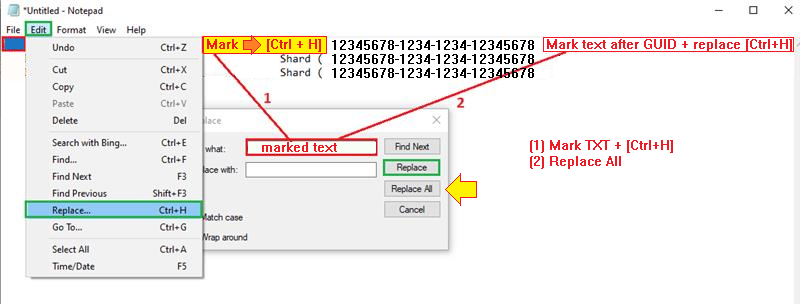 *Untitled - Notepad
File Edit Format View Help
Undo Ctrl+Z
Mark [Ctrl + H] 12345678-1234-1234-12345678 Mark text after GUID + replace [Ctrl+H]
Shard ( 12345678-1234-1234-12345678
Cut Ctrl+X
Shard ( 12345678-1234-1234-12345678
Copy Ctrl+C
Paste Ctrl+V
1 2
Delete Del
place
Search with Bing... Ctrl+E
what: marked text Find Next
(1) Mark TXT + [Ctrl+H]
Find... Ctrl+F
(2) Replace All
Find Next F3
lace with: Replace
Find Previous Shift+F3
Replace All
Replace... Ctrl+H
Cancel
Go To... Ctrl+G
Match case
Wrap around
Select All Ctrl+A
Time/Date F5